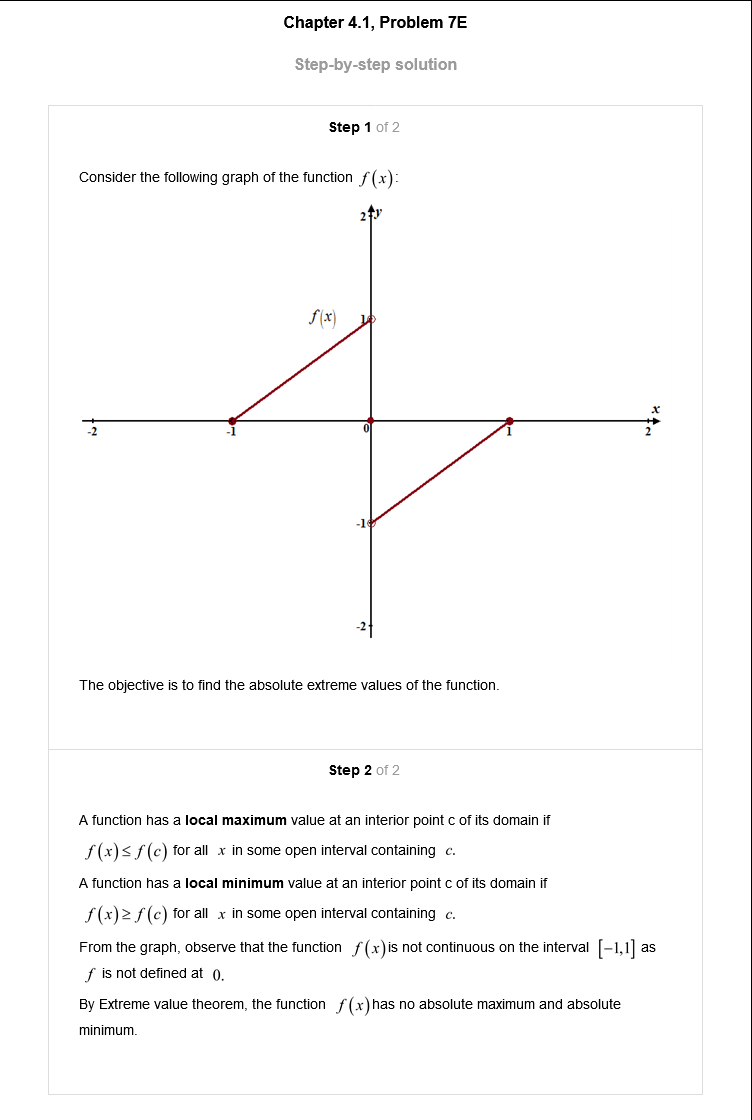 Chapter 4.1, Problem 7E
Step-by-step solution
Step 1 of 2
Consider the following graph of the function f(x):
2 y
f(x) 1
x
-2 -1 0 1 2
-1
-2
The objective is to find the absolute extreme values of the function.
Step 2 of 2
A function has a local maximum value at an interior point c of its domain if
f(x)≤f(c) for all x in some open interval containing c.
A function has a local minimum value at an interior point c of its domain if
f(x)≥f(c) for all x in some open interval containing c.
From the graph, observe that the function f(x)is not continuous on the interval [−1,1] as
f is not defined at 0.
By Extreme value theorem, the function f(x)has no absolute maximum and absolute
minimum.